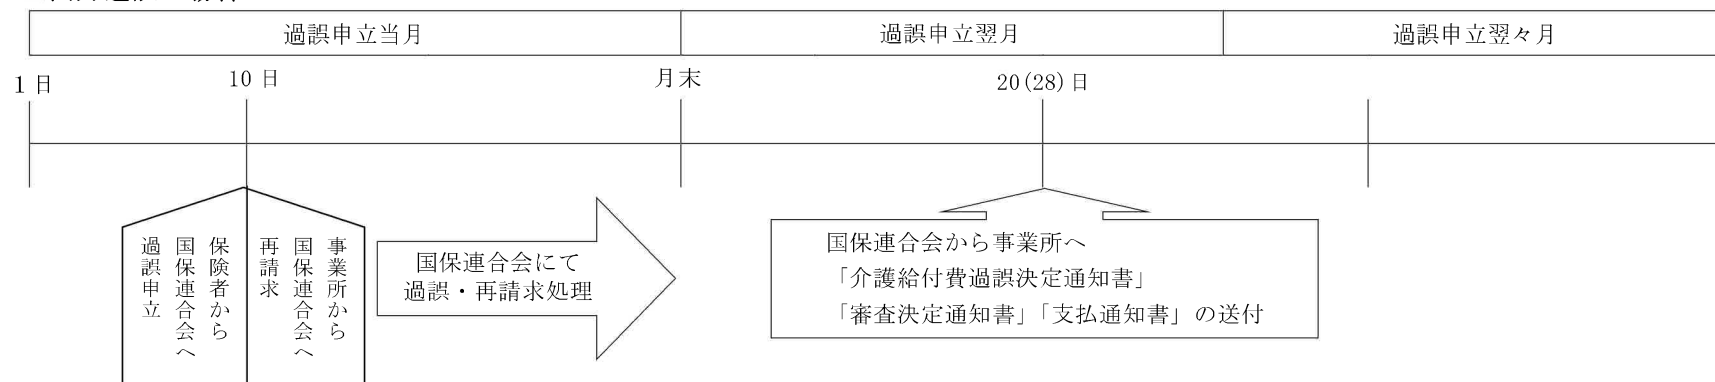 過誤申立当月
過誤申立翌月
過誤申立翌々月
1日
10日
月末
20(28)日
保険者から
国保連合会へ
過誤申立
事業所から
国保連合会へ
再請求
国保連合会にて
過誤・再請求処理
国保連合会から事業所へ
「介護給付費過誤決定通知書」
「審査決定通知書」「支払通知書」の送付